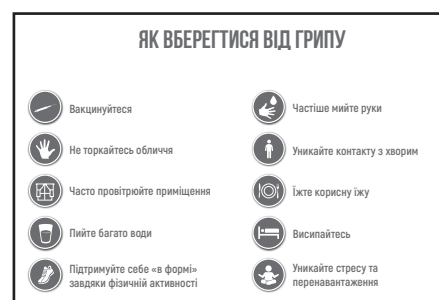 ЯК ВБЕРЕГТИСЯ ВІД ГРИПУ
Вакцинуйтеся
Не торкайтесь обличчя
Часто провітрюйте приміщення
Пийте багато води
Підтримуйте себе «в формі»
завдяки фізичній активності
Частіше мийте руки
Уникайте контакту з хворим
Їжте корисну їжу
Висипайтесь
Уникайте стресу та
перенавантаження